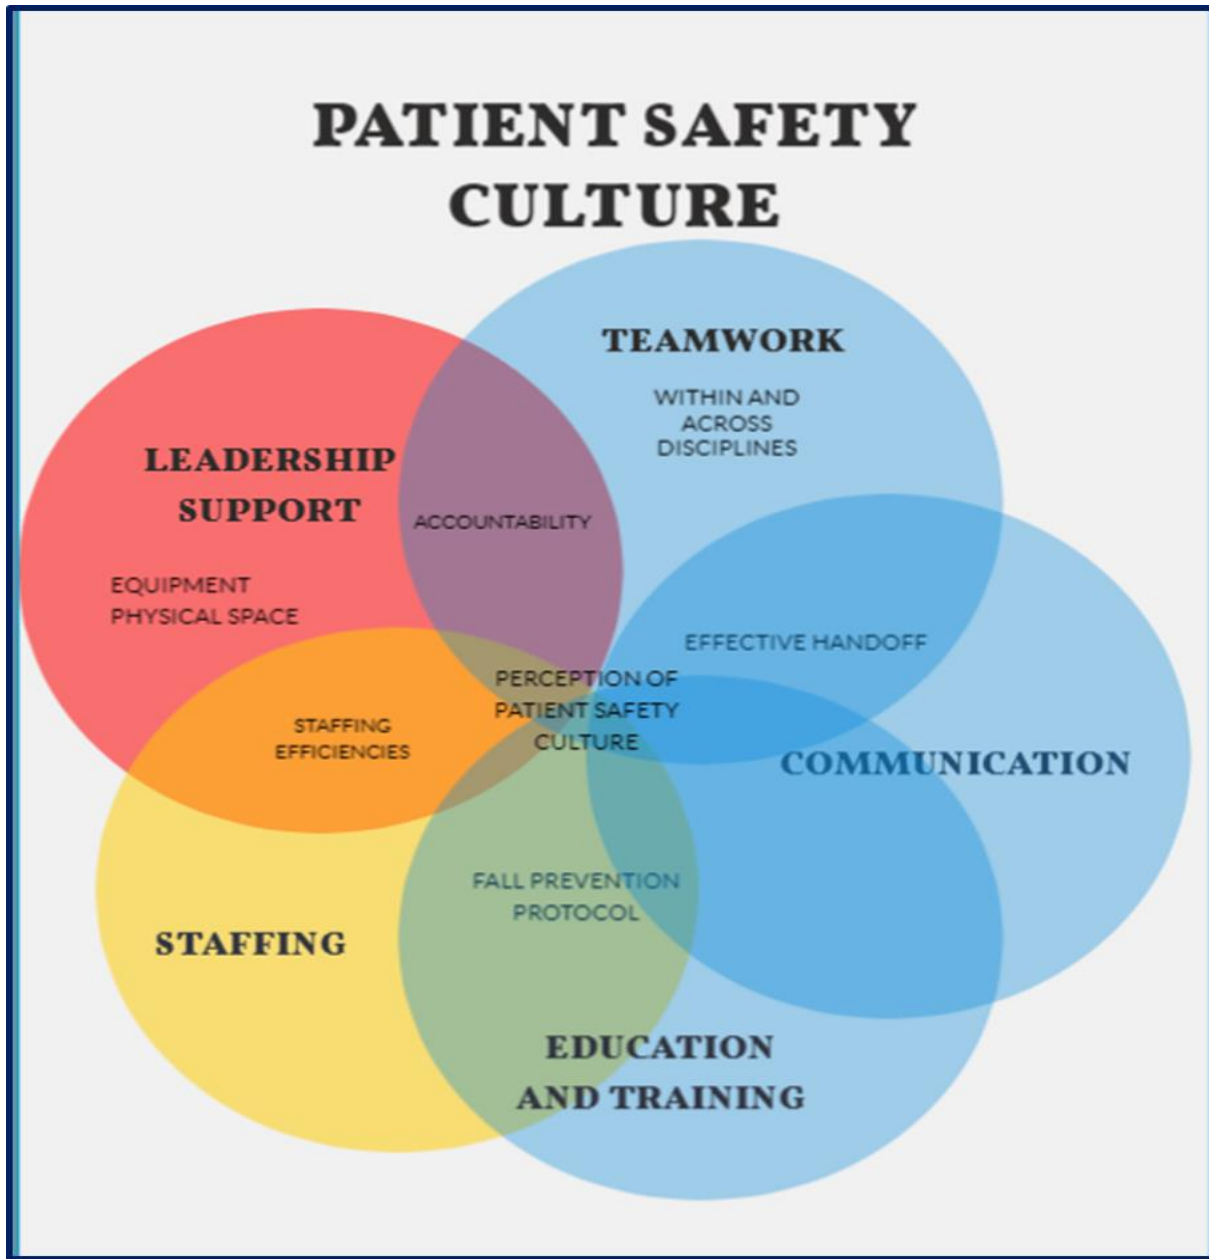 PATIENT SAFETY
CULTURE
TEAMWORK
WITHIN AND
ACROSS
DISCIPLINES
LEADERSHIP
SUPPORT
ACCOUNTABILITY
EQUIPMENT
PHYSICAL SPACE
EFFECTIVE HANDOFF
PERCEPTION OF
PATIENT SAFETY
CULTURE
STAFFING
EFFICIENCIES
COMMUNICATION
FALL PREVENTION
PROTOCOL
STAFFING
EDUCATION
AND TRAINING